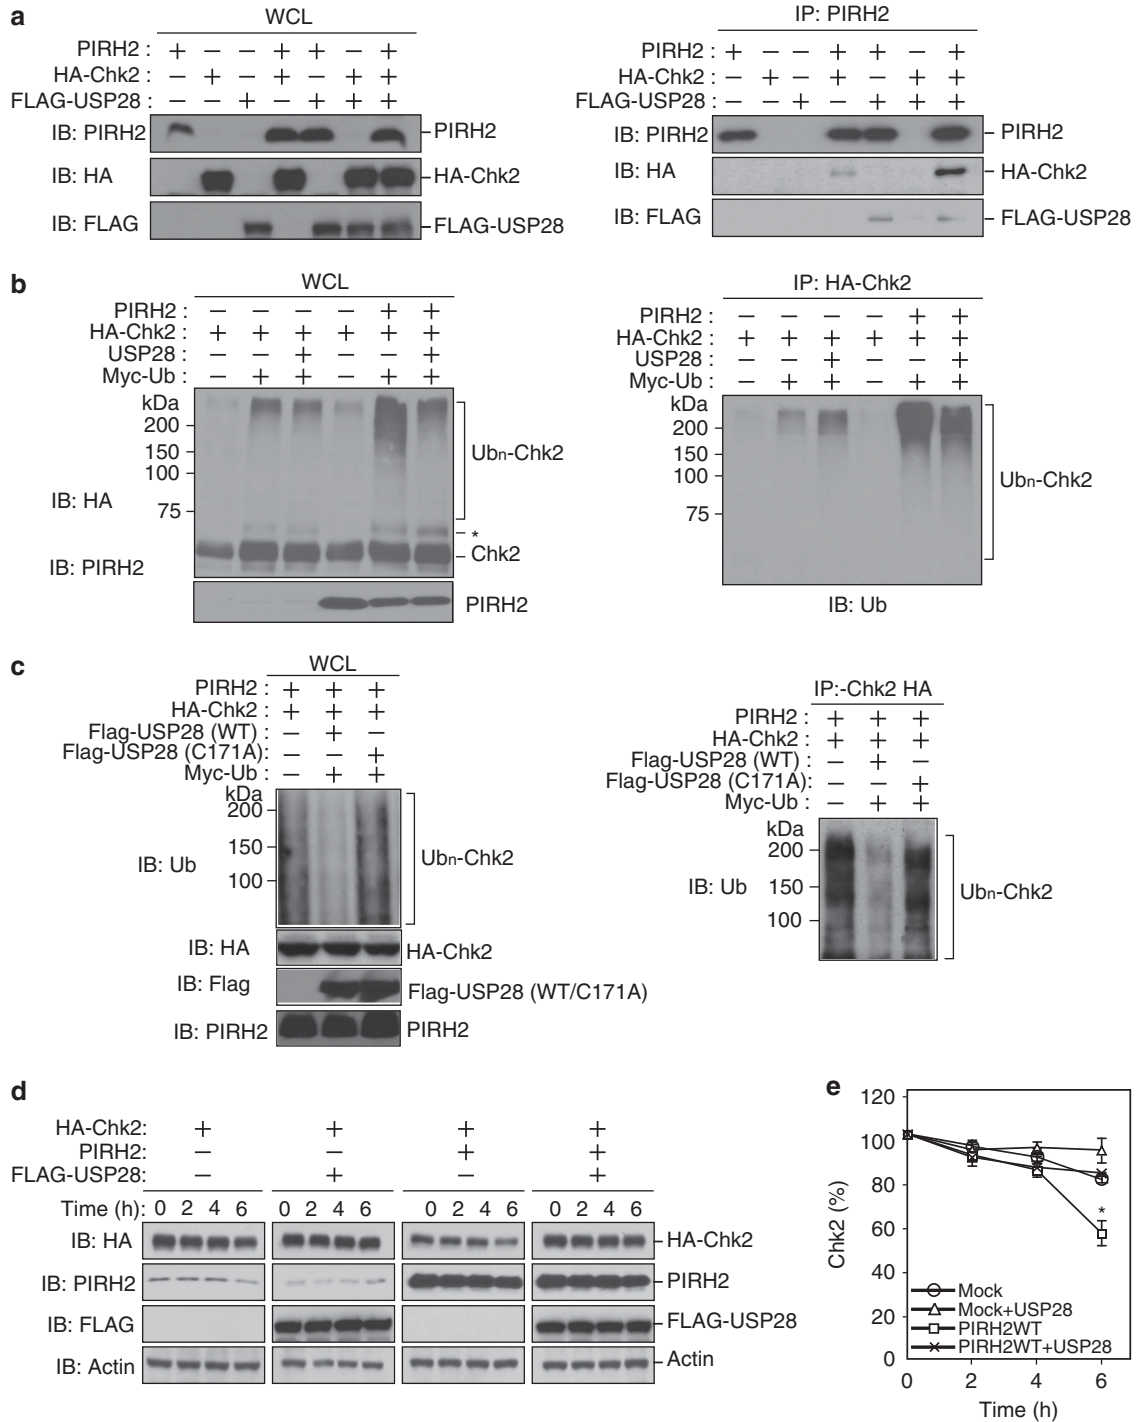 a
WCL
PIRH2 : + − − + + − +
HA-Chk2 : − + − + − + +
FLAG-USP28 : − − + − + + +
IB: PIRH2
PIRH2
IB: HA
HA-Chk2
IB: FLAG
FLAG-USP28
IP: PIRH2
PIRH2 : + − − + + − +
HA-Chk2 : − + − + − + +
FLAG-USP28 : − − + − + + +
IB: PIRH2
PIRH2
IB: HA
HA-Chk2
IB: FLAG
FLAG-USP28
b
WCL
PIRH2 : − − − − + +
HA-Chk2 : + + + + + +
USP28 : − − + − − +
Myc-Ub : − + + − + +
kDa
200
150
100
75
Ubn-Chk2
IB: HA
*
Chk2
IB: PIRH2
PIRH2
IP: HA-Chk2
PIRH2 : − − − − + +
HA-Chk2 : + + + + + +
USP28 : − − + − − +
Myc-Ub : − + + − + +
kDa
200
150
100
75
Ubn-Chk2
IB: Ub
c
WCL
PIRH2 : + + +
HA-Chk2 : + + +
Flag-USP28 (WT) : − + −
Flag-USP28 (C171A): − − +
Myc-Ub : − + +
kDa
200
150
100
IB: Ub
Ubn-Chk2
IB: HA
HA-Chk2
IB: Flag
Flag-USP28 (WT/C171A)
IB: PIRH2
PIRH2
IP:-Chk2 HA
PIRH2 : + + +
HA-Chk2 : + + +
Flag-USP28 (WT) : − + −
Flag-USP28 (C171A): − − +
Myc-Ub : − + +
kDa
200
150
100
IB: Ub
Ubn-Chk2
d
HA-Chk2: + + + +
PIRH2: − − + +
FLAG-USP28: − + − +
Time (h): 0 2 4 6 0 2 4 6 0 2 4 6 0 2 4 6
IB: HA
HA-Chk2
IB: PIRH2
PIRH2
IB: FLAG
FLAG-USP28
IB: Actin
Actin
e
120
100
80
60
40
20
0
Chk2 (%)
*
Mock
Mock+USP28
PIRH2WT
PIRH2WT+USP28
0 2 4 6
Time (h)